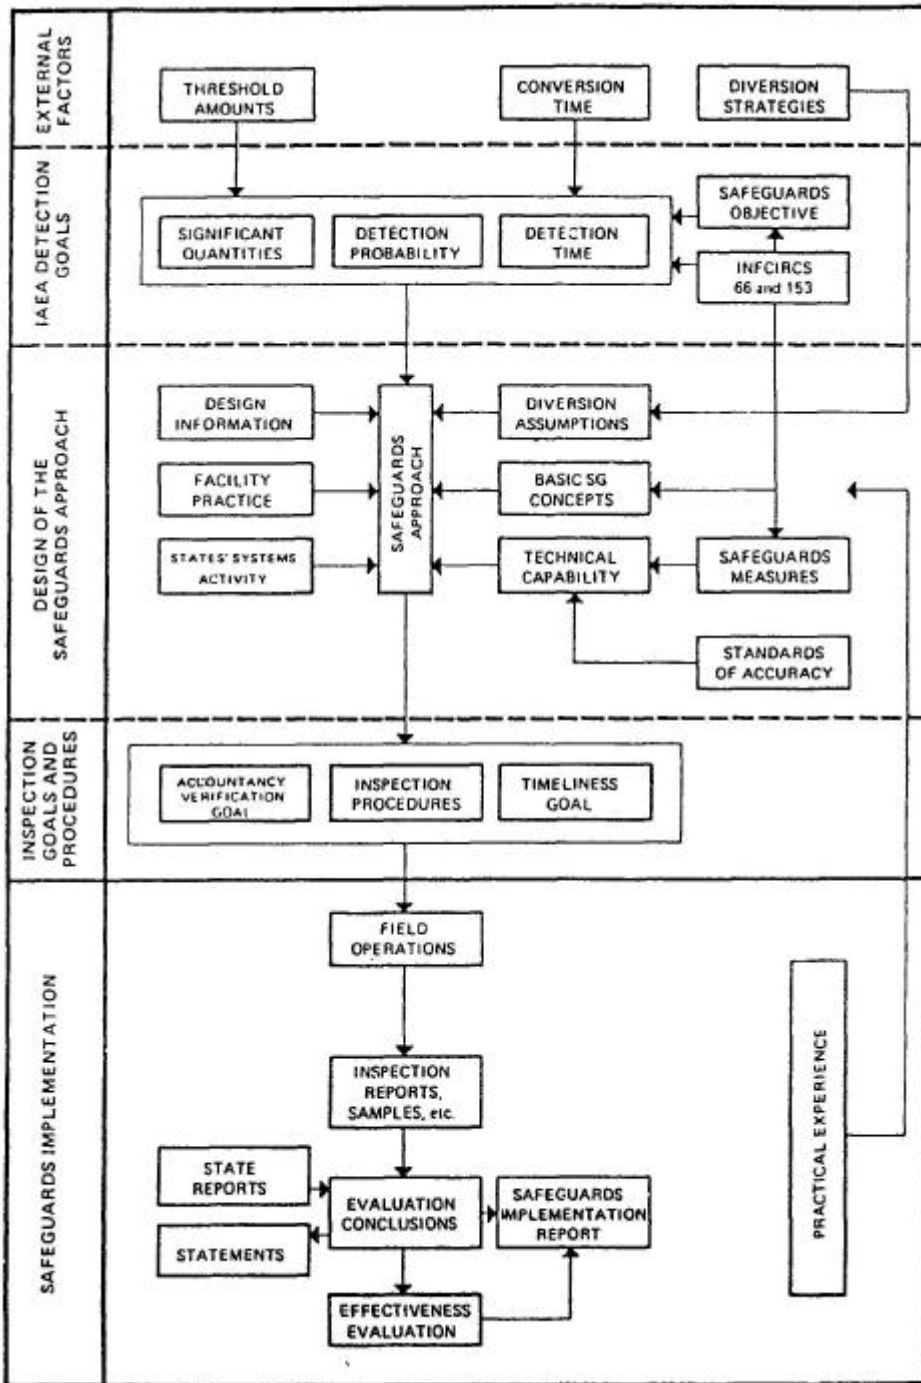 EXTERNAL
FACTORS
THRESHOLD
AMOUNTS
CONVERSION
TIME
DIVERSION
STRATEGIES
IAEA DETECTION
GOALS
SIGNIFICANT
QUANTITIES
DETECTION
PROBABILITY
DETECTION
TIME
SAFEGUARDS
OBJECTIVE
INFCIRCS
66 and 153
DESIGN OF THE
SAFEGUARDS APPROACH
DESIGN
INFORMATION
FACILITY
PRACTICE
STATES' SYSTEMS
ACTIVITY
SAFEGUARDS
APPROACH
DIVERSION
ASSUMPTIONS
BASIC SG
CONCEPTS
TECHNICAL
CAPABILITY
SAFEGUARDS
MEASURES
STANDARDS
OF ACCURACY
INSPECTION
GOALS AND
PROCEDURES
ACCOUNTANCY
VERIFICATION
GOAL
INSPECTION
PROCEDURES
TIMELINESS
GOAL
SAFEGUARDS IMPLEMENTATION
FIELD
OPERATIONS
INSPECTION
REPORTS,
SAMPLES, etc.
STATE
REPORTS
STATEMENTS
EVALUATION
CONCLUSIONS
SAFEGUARDS
IMPLEMENTATION
REPORT
EFFECTIVENESS
EVALUATION
PRACTICAL EXPERIENCE